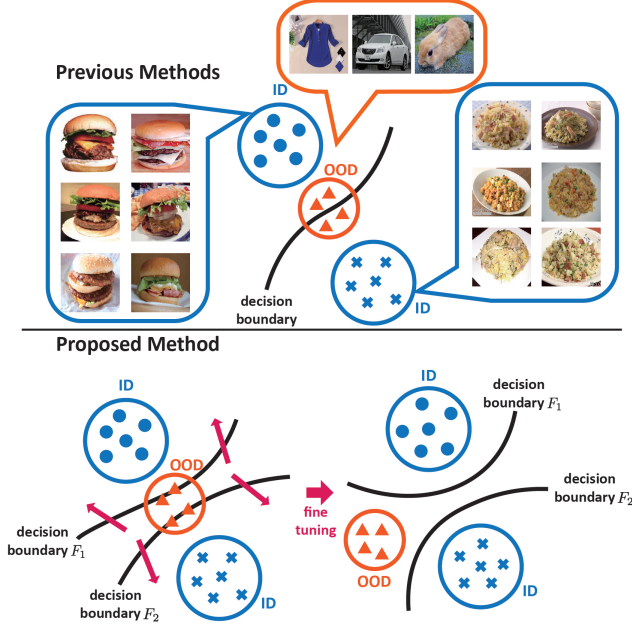 Previous Methods
ID
OOD
decision
boundary
ID
Proposed Method
ID
OOD
decision
boundary F₁
decision
boundary F₂
ID
fine
tuning
ID
decision
boundary F₁
decision
boundary F₂
OOD
ID